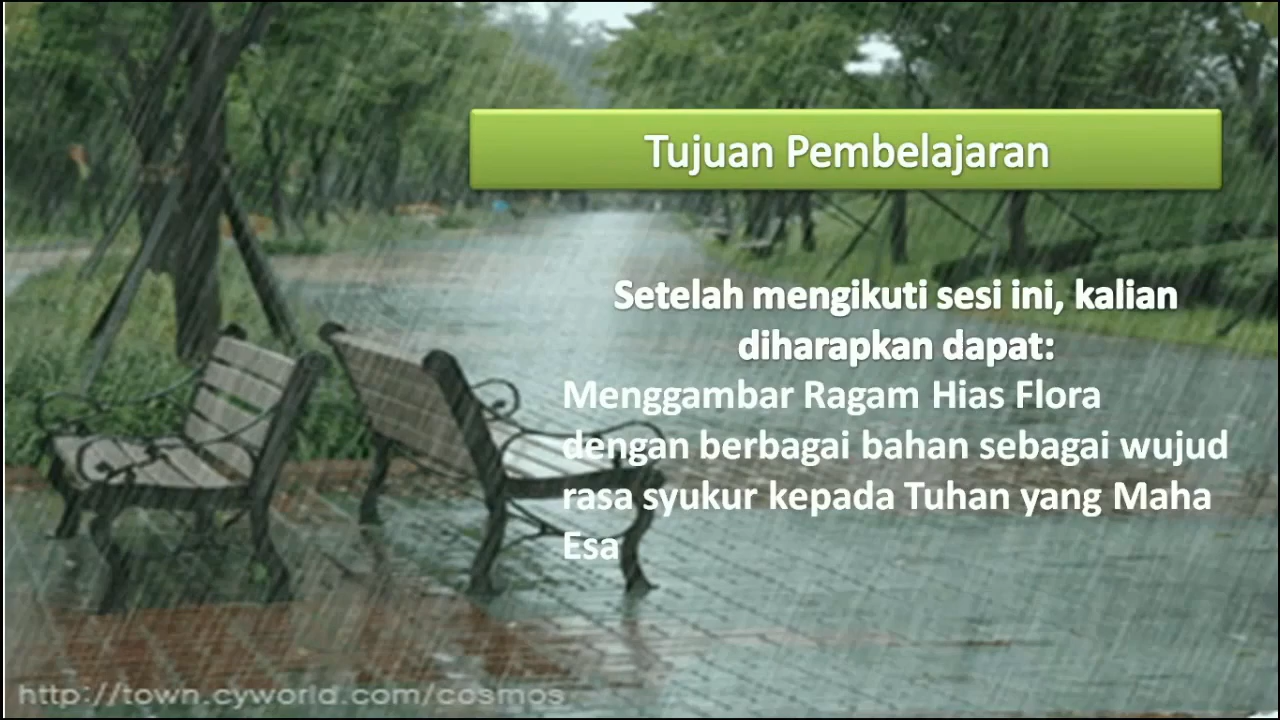 Tujuan Pembelajaran
Setelah mengikuti sesi ini, kalian
diharapkan dapat:
Menggambar Ragam Hias Flora
dengan berbagai bahan sebagai wujud
rasa syukur kepada Tuhan yang Maha
Esa
http://town.cyworld.com/cosmos